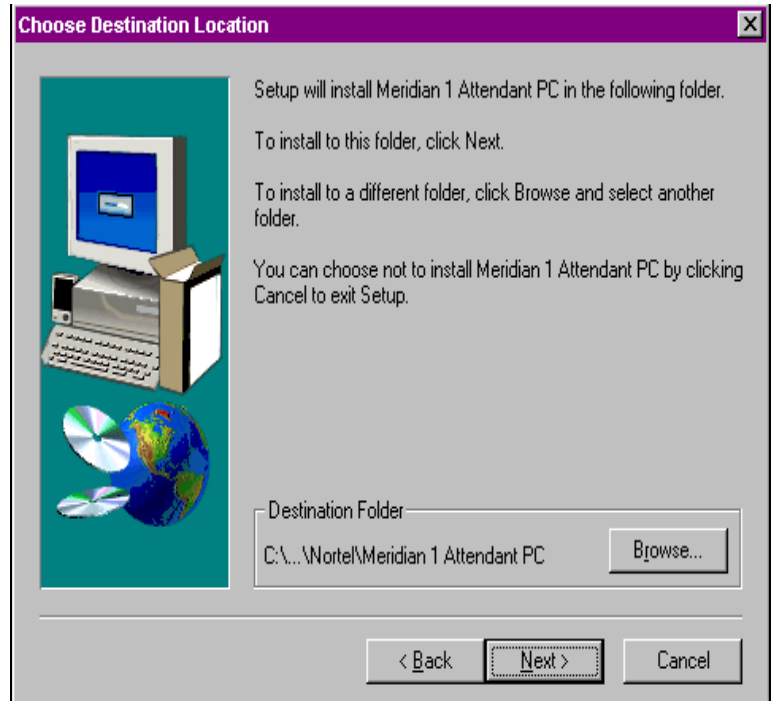 Choose Destination Location
Setup will install Meridian 1 Attendant PC in the following folder.
To install to this folder, click Next.
To install to a different folder, click Browse and select another
folder.
You can choose not to install Meridian 1 Attendant PC by clicking
Cancel to exit Setup.
Destination Folder
C:\...\Nortel\Meridian 1 Attendant PC
Browse...
< Back
Next >
Cancel